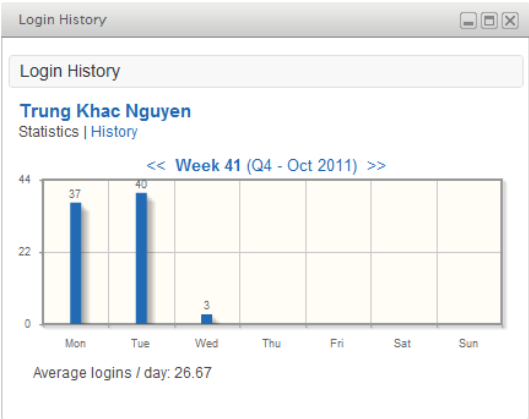 Login History
Login History
Trung Khac Nguyen
Statistics | History
<< Week 41 (Q4 - Oct 2011) >>
44
37
40
22
3
0
Mon Tue Wed Thu Fri Sat Sun
Average logins / day: 26.67